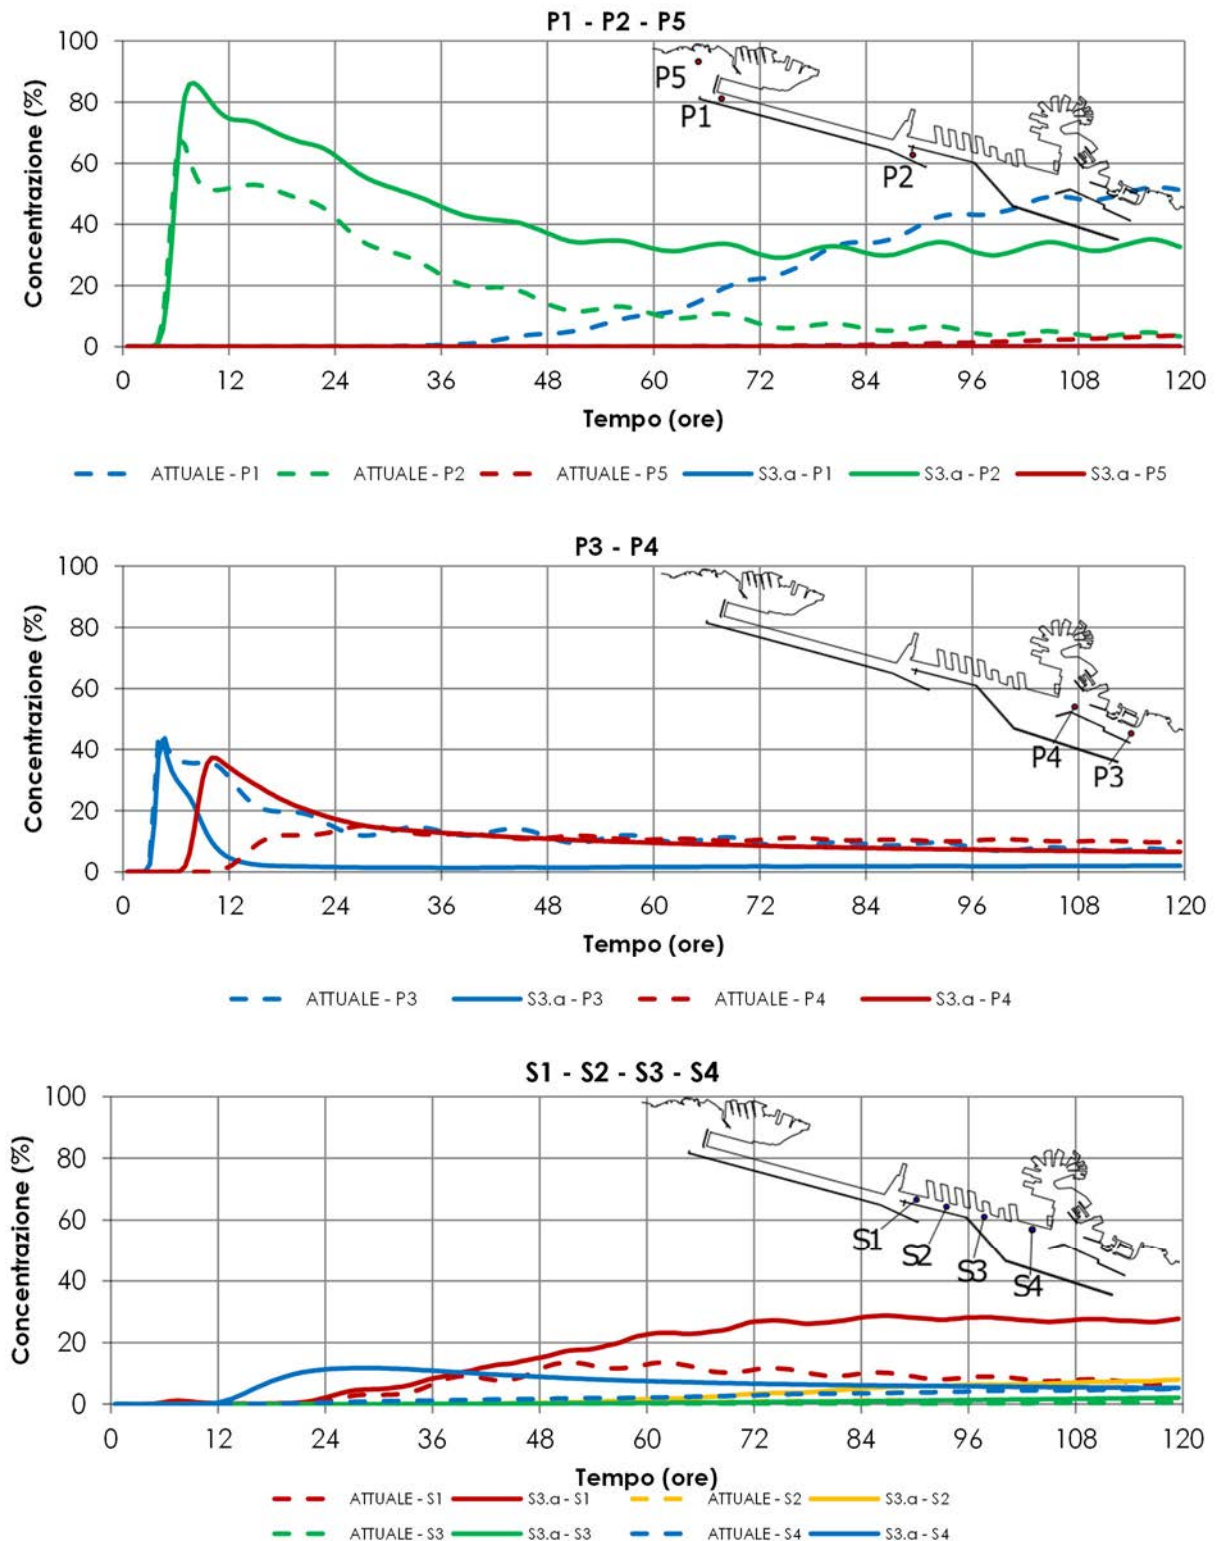 P1 - P2 - P5
Concentrazione (%)
100
80
60
40
20
0
P5
P1
P2
0 12 24 36 48 60 72 84 96 108 120
Tempo (ore)
ATTUALE - P1 ATTUALE - P2 ATTUALE - P5 S3.a - P1 S3.a - P2 S3.a - P5
P3 - P4
Concentrazione (%)
100
80
60
40
20
0
P4
P3
0 12 24 36 48 60 72 84 96 108 120
Tempo (ore)
ATTUALE - P3 S3.a - P3 ATTUALE - P4 S3.a - P4
S1 - S2 - S3 - S4
Concentrazione (%)
100
80
60
40
20
0
S1
S2
S3
S4
0 12 24 36 48 60 72 84 96 108 120
Tempo (ore)
ATTUALE - S1 S3.a - S1 ATTUALE - S2 S3.a - S2
ATTUALE - S3 S3.a - S3 ATTUALE - S4 S3.a - S4